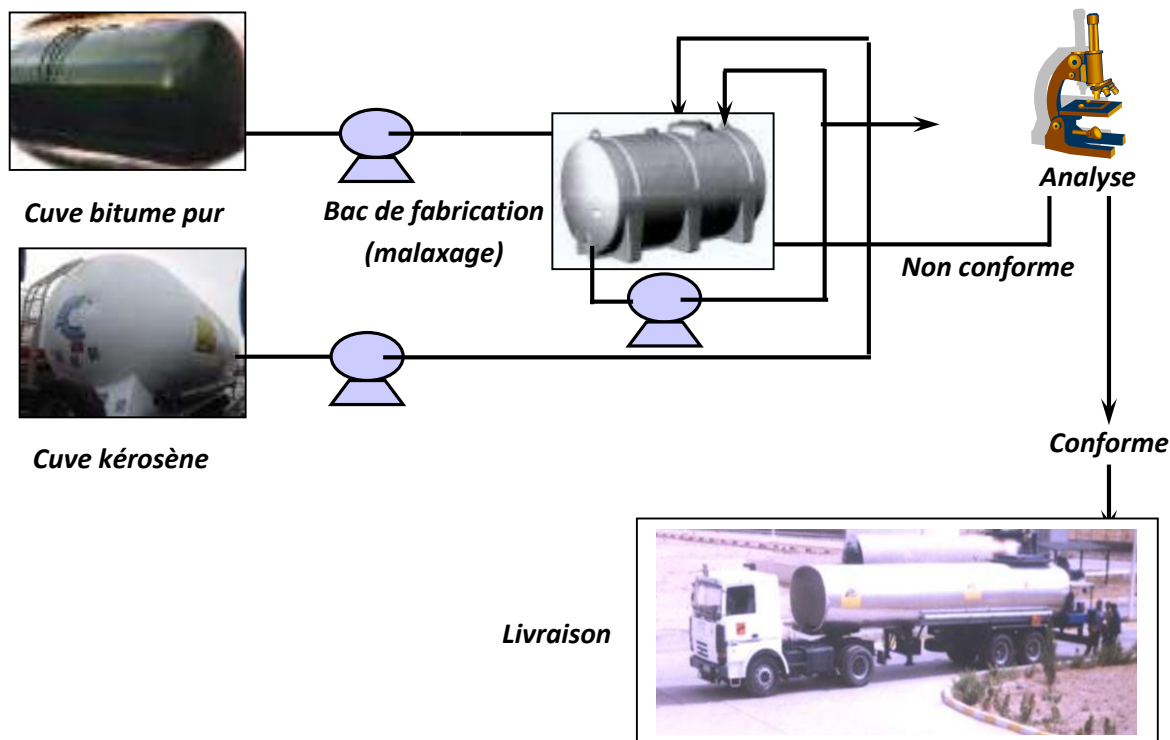 Cuve bitume pur
Bac de fabrication
(malaxage)
Analyse
Non conforme
Cuve kérosène
Conforme
Livraison